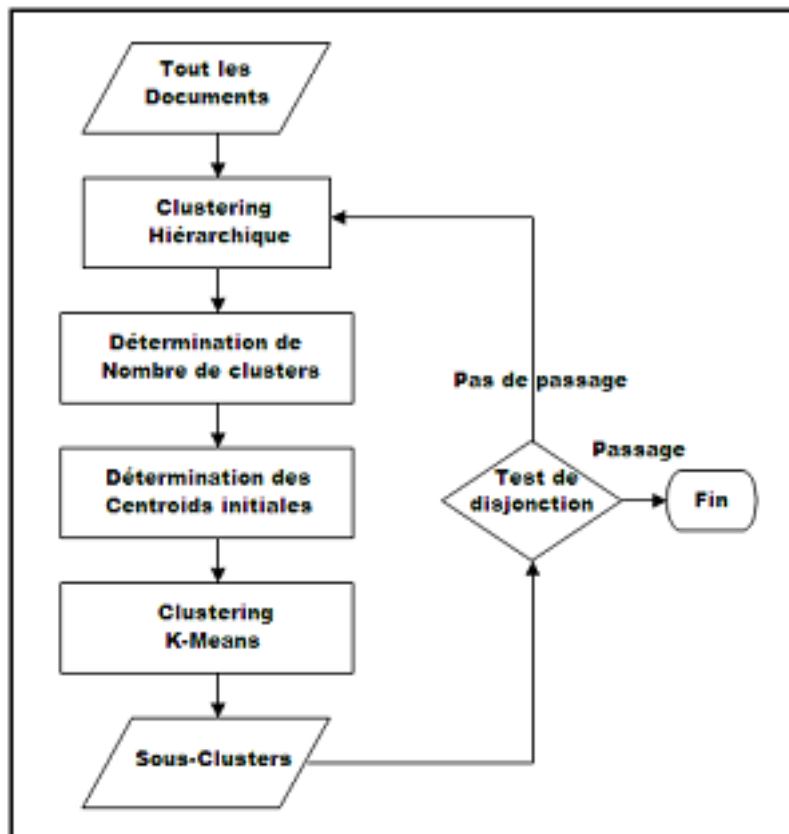 Tout les
Documents
Clustering
Hiérarchique
Détermination de
Nombre de clusters
Pas de passage
Passage
Détermination des
Centroids initiales
Test de
disjonction
Fin
Clustering
K-Means
Sous-Clusters